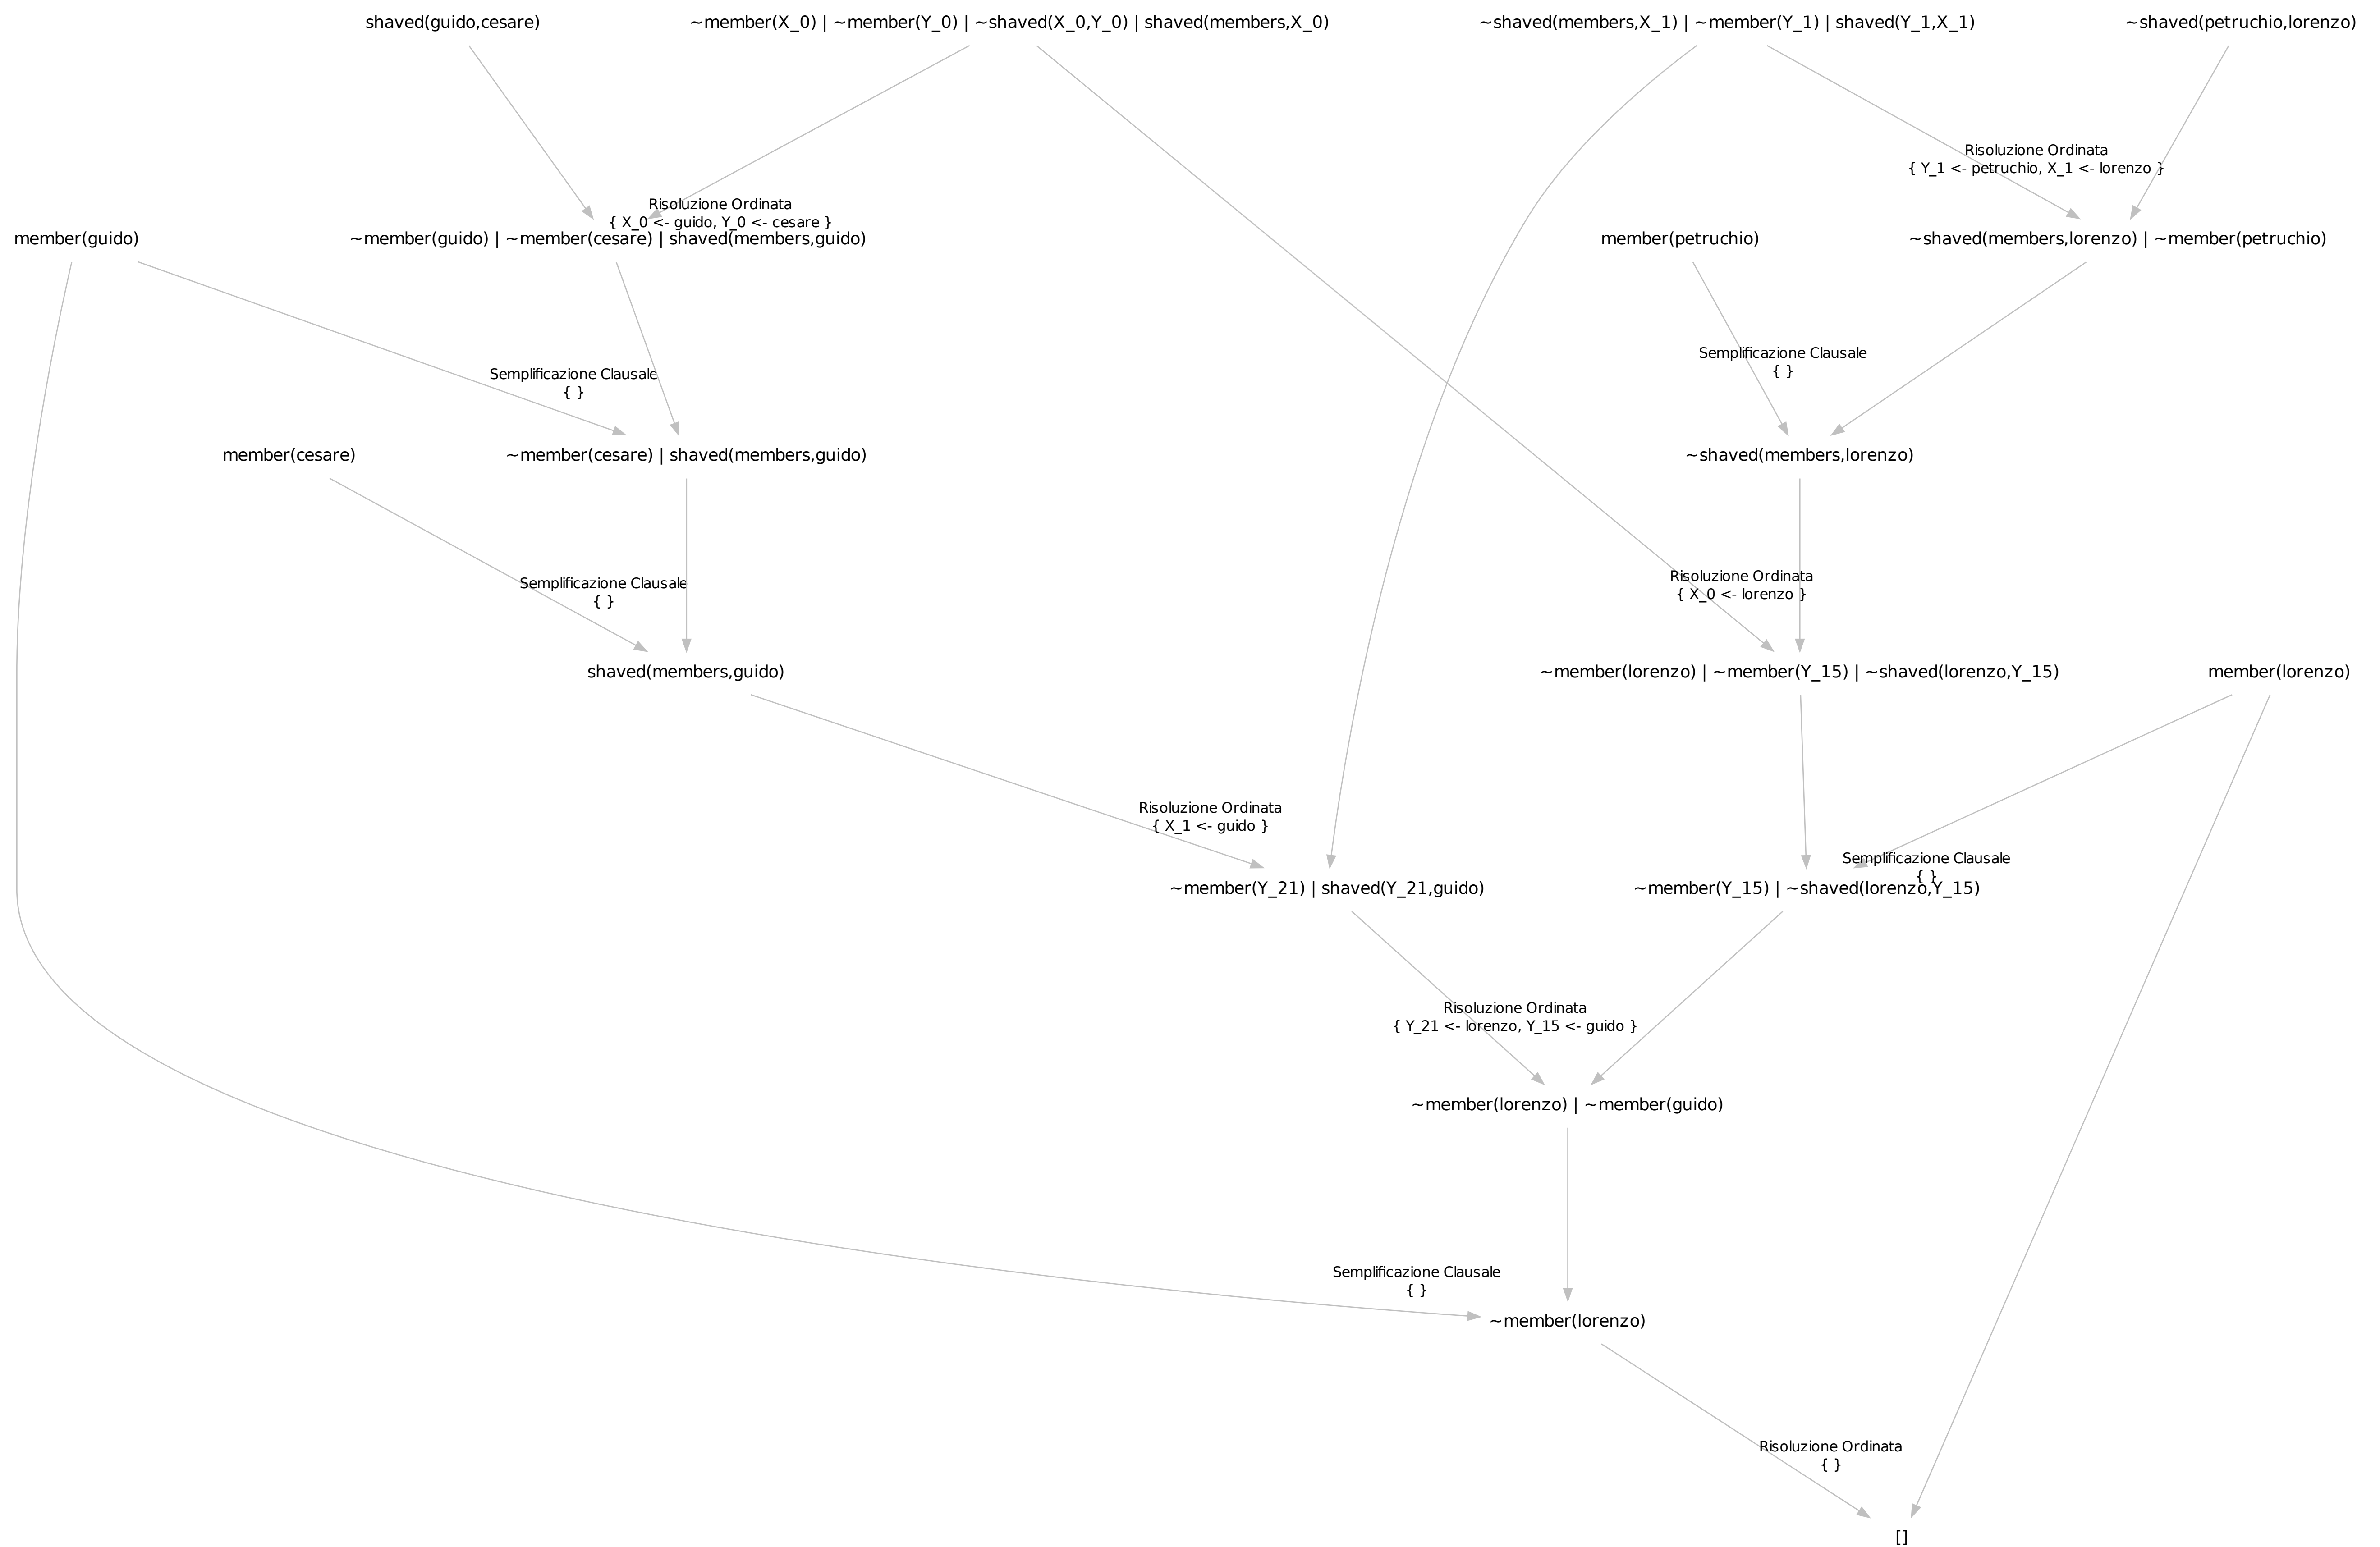 shaved(guido,cesare)
~member(X_0) | ~member(Y_0) | ~shaved(X_0,Y_0) | shaved(members,X_0)
~shaved(members,X_1) | ~member(Y_1) | shaved(Y_1,X_1)
~shaved(petruchio,lorenzo)
Risoluzione Ordinata
{ Y_1 <- petruchio, X_1 <- lorenzo }
Risoluzione Ordinata
{ X_0 <- guido, Y_0 <- cesare }
member(guido)
~member(guido) | ~member(cesare) | shaved(members,guido)
member(petruchio)
~shaved(members,lorenzo) | ~member(petruchio)
Semplificazione Clausale
{ }
Semplificazione Clausale
{ }
member(cesare)
~member(cesare) | shaved(members,guido)
~shaved(members,lorenzo)
Semplificazione Clausale
{ }
Risoluzione Ordinata
{ X_0 <- lorenzo }
shaved(members,guido)
~member(lorenzo) | ~member(Y_15) | ~shaved(lorenzo,Y_15)
member(lorenzo)
Risoluzione Ordinata
{ X_1 <- guido }
Semplificazione Clausale
{ }
~member(Y_21) | shaved(Y_21,guido)
~member(Y_15) | ~shaved(lorenzo,Y_15)
Risoluzione Ordinata
{ Y_21 <- lorenzo, Y_15 <- guido }
~member(lorenzo) | ~member(guido)
Semplificazione Clausale
{ }
~member(lorenzo)
Risoluzione Ordinata
{ }
[]